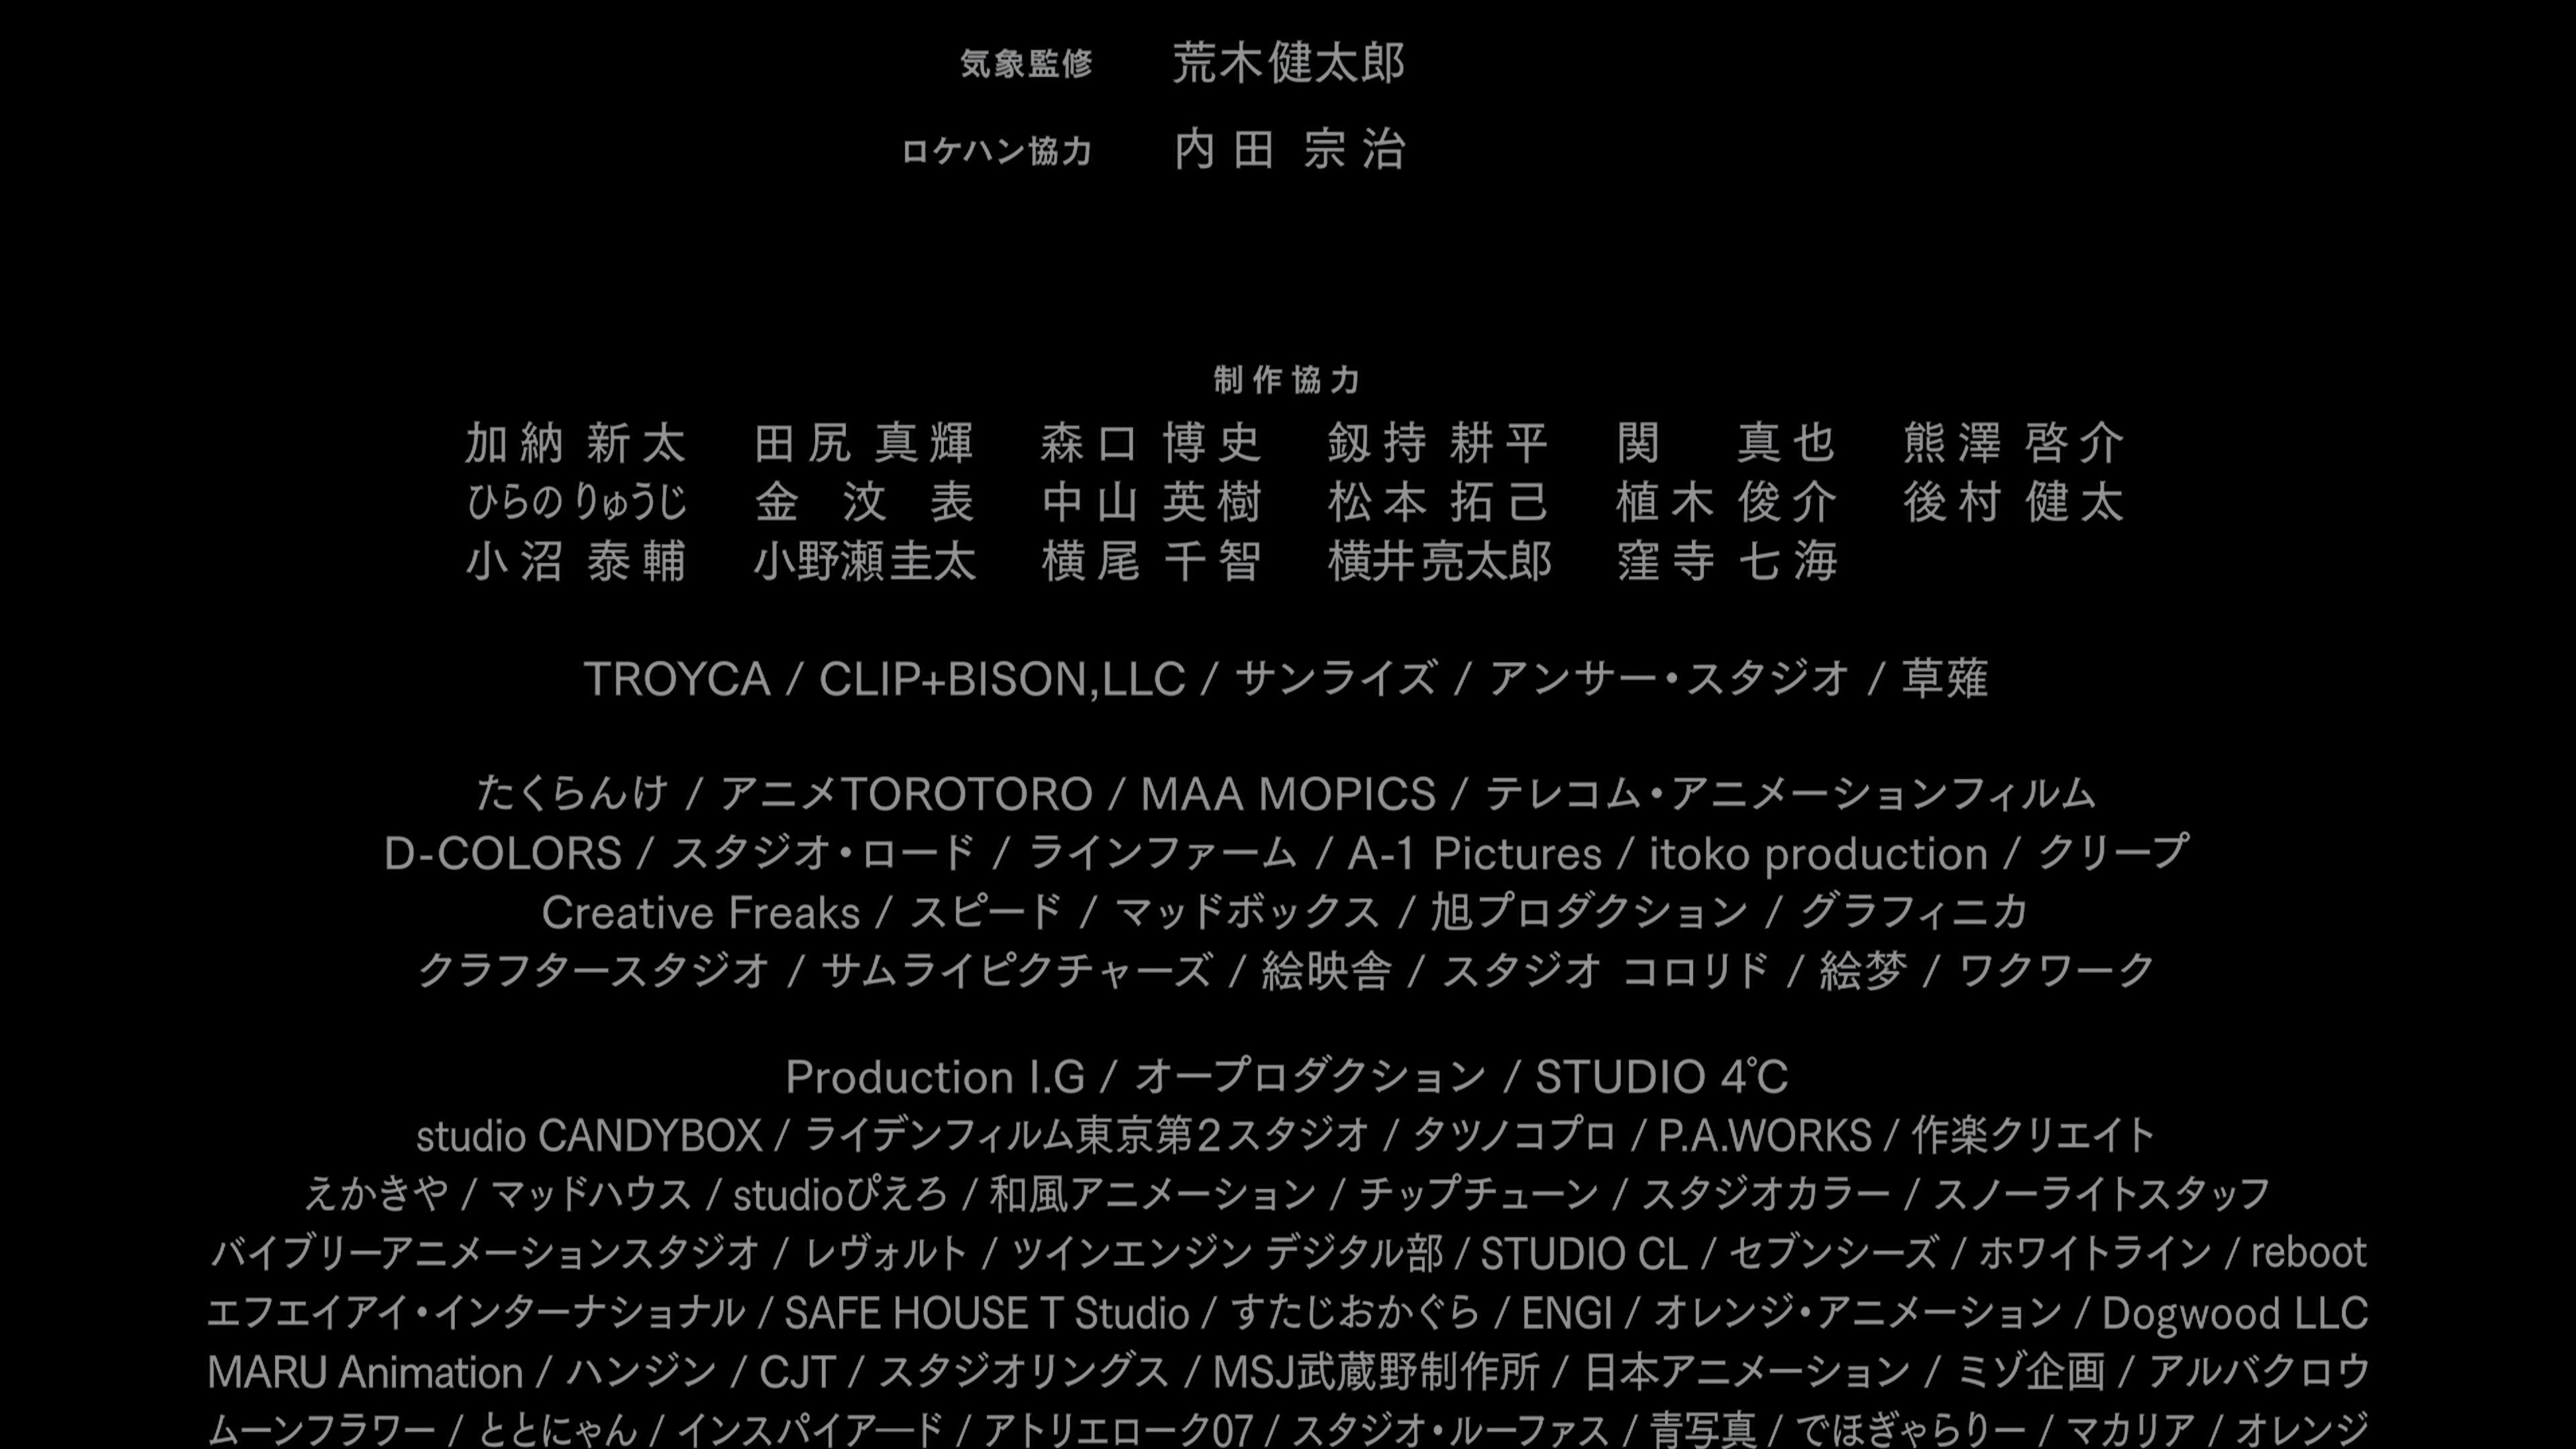 気象監修 荒木健太郎
ロケハン協力 内田 宗治
制作協力
加納 新太 田尻 真輝 森口 博史 釼持 耕平 関 真也 熊澤 啓介
ひらの りゅうじ 金 汶 表 中山 英樹 松本 拓己 植木 俊介 後村 健太
小沼 泰輔 小野瀬 圭太 横尾 千智 横井 亮太郎 窪寺 七海
TROYCA / CLIP+BISON,LLC / サンライズ / アンサー・スタジオ / 草薙
たくらんけ / アニメTOROTORO / MAA MOPICS / テレコム・アニメーションフィルム
D-COLORS / スタジオ・ロード / ラインファーム / A-1 Pictures / itoko production / クリープ
Creative Freaks / スピード / マッドボックス / 旭プロダクション / グラフィニカ
クラフタースタジオ / サムライピクチャーズ / 絵映舎 / スタジオ コロリド / 絵梦 / ワクワーク
Production I.G / オープロダクション / STUDIO 4℃
studio CANDYBOX / ライデンフィルム東京第2スタジオ / タツノコプロ / P.A.WORKS / 作楽クリエイト
えかきや / マッドハウス / studioぴえろ / 和風アニメーション / チップチューン / スタジオカラー / スノーライトスタッフ
バイブリーアニメーションスタジオ / レヴォルト / ツインエンジン デジタル部 / STUDIO CL / セブンシーズ / ホワイトライン / reboot
エフエイアイ・インターナショナル / SAFE HOUSE T Studio / すたじおかぐら / ENGI / オレンジ・アニメーション / Dogwood LLC
MARU Animation / ハンジン / CJT / スタジオリングス / MSJ武蔵野制作所 / 日本アニメーション / ミゾ企画 / アルバクロウ
ムーンフラワー / ととにゃん / インスパイア―ド / アトリエローク07 / スタジオ・ルーファス / 青写真 / でほぎゃらりー / マカリア / オレンジ